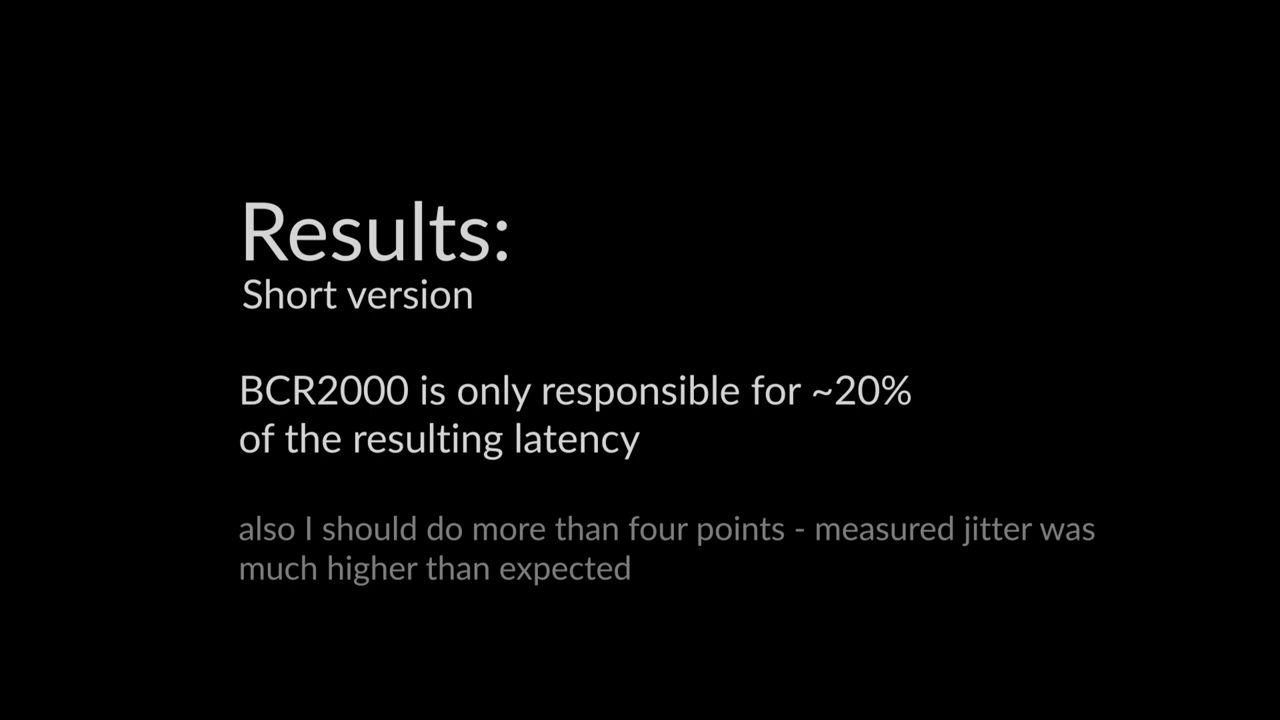 Results:
Short version
BCR2000 is only responsible for ~20%
of the resulting latency
also I should do more than four points - measured jitter was
much higher than expected